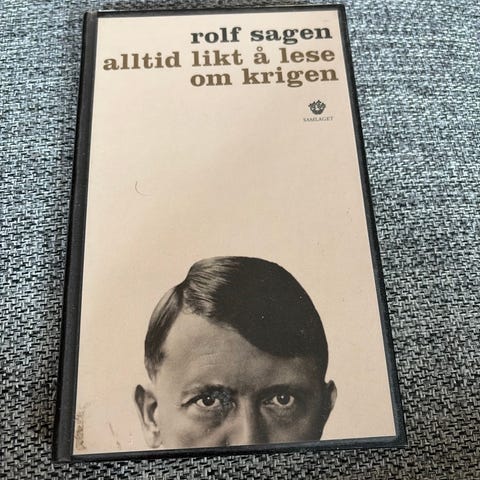 rolf sagen
alltid likt å lese
om krigen
SAMLAGET